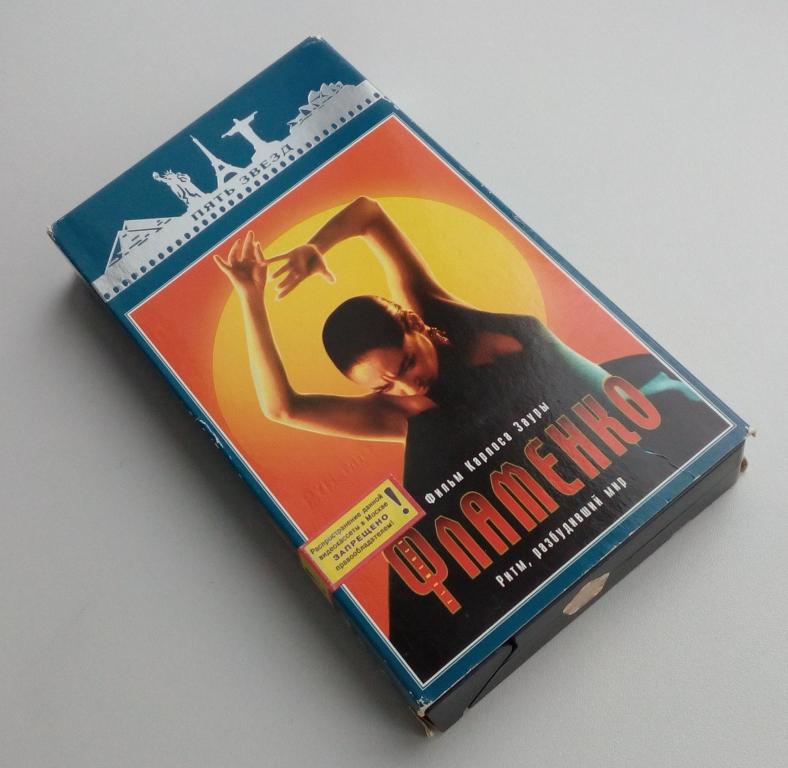 ПЯТЬ ЗВЕЗД
Фильм Карлоса Зауры
ФЛАМЕНКО
Ритм, разбудивший мир
Распространение данной
видеокассеты в Москве
ЗАПРЕЩЕНО
правообладателем!
!